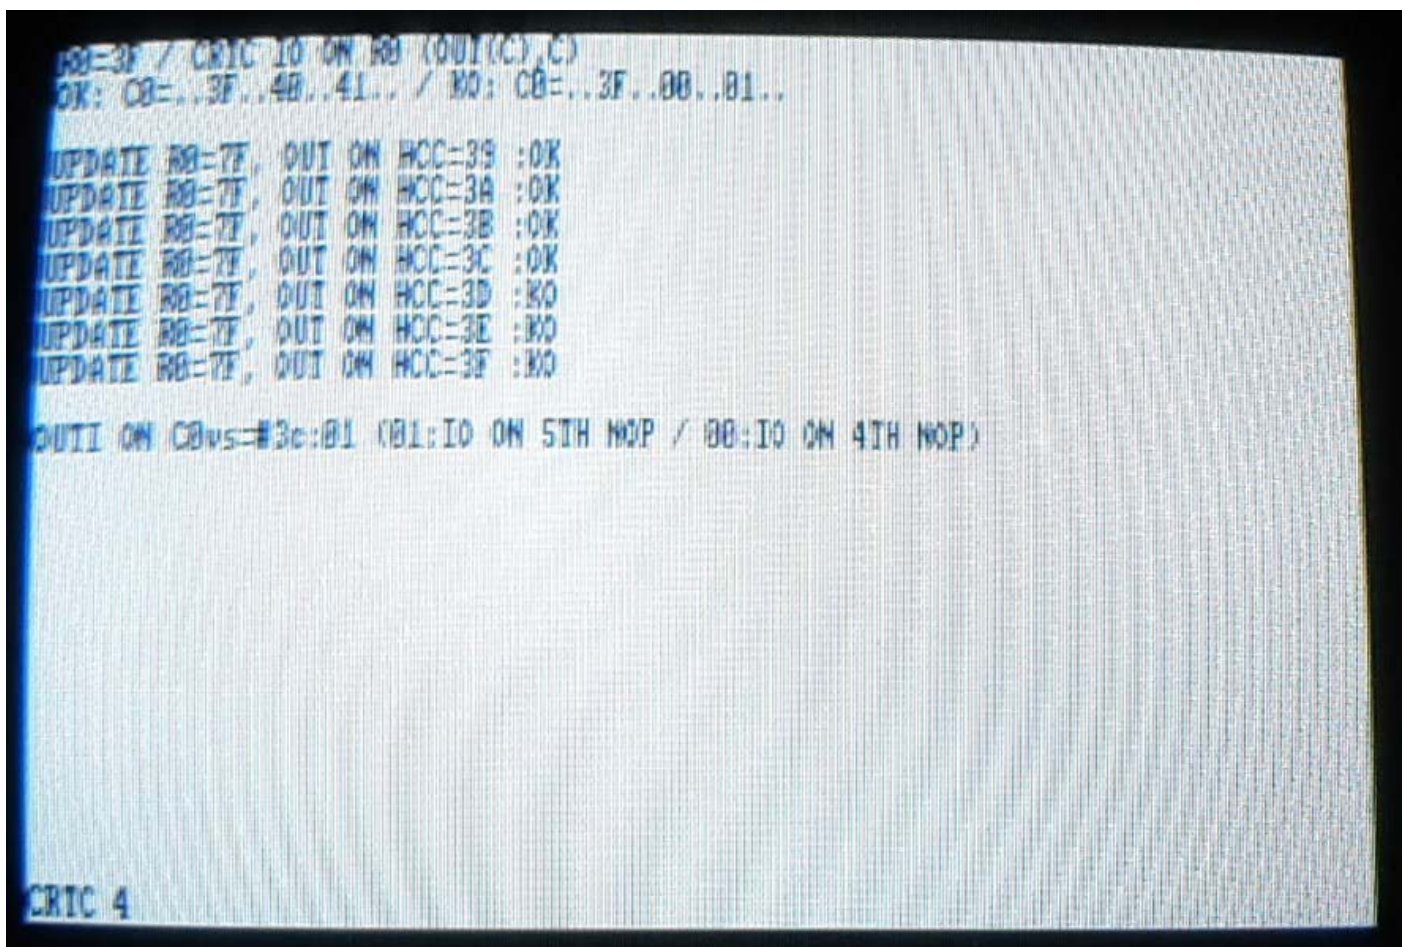 R0=3F / CRTC IO ON R0 (OUT(C),C)
OK: C0=..3F..40..41.. / KO: C0=..3F..00..01..
UPDATE R0=7F, OUT ON HCC=39 :OK
UPDATE R0=7F, OUT ON HCC=3A :OK
UPDATE R0=7F, OUT ON HCC=3B :OK
UPDATE R0=7F, OUT ON HCC=3C :OK
UPDATE R0=7F, OUT ON HCC=3D :KO
UPDATE R0=7F, OUT ON HCC=3E :KO
UPDATE R0=7F, OUT ON HCC=3F :KO
OUTI ON C0vs=#3c:01 (01:IO ON 5TH NOP / 00:IO ON 4TH NOP)
CRTC 4